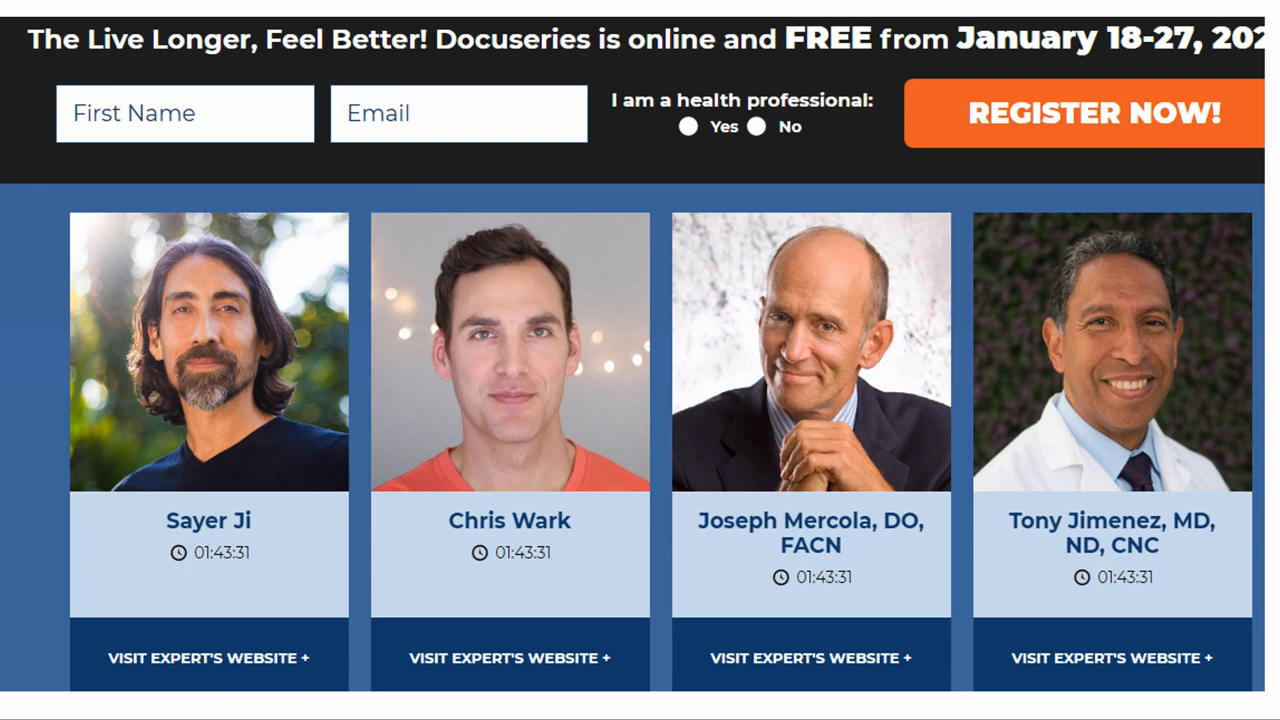 The Live Longer, Feel Better! Docuseries is online and FREE from January 18-27, 202
First Name
Email
I am a health professional:
Yes
No
REGISTER NOW!
Sayer Ji
01:43:31
VISIT EXPERT'S WEBSITE +
Chris Wark
01:43:31
VISIT EXPERT'S WEBSITE +
Joseph Mercola, DO,
FACN
01:43:31
VISIT EXPERT'S WEBSITE +
Tony Jimenez, MD,
ND, CNC
01:43:31
VISIT EXPERT'S WEBSITE +